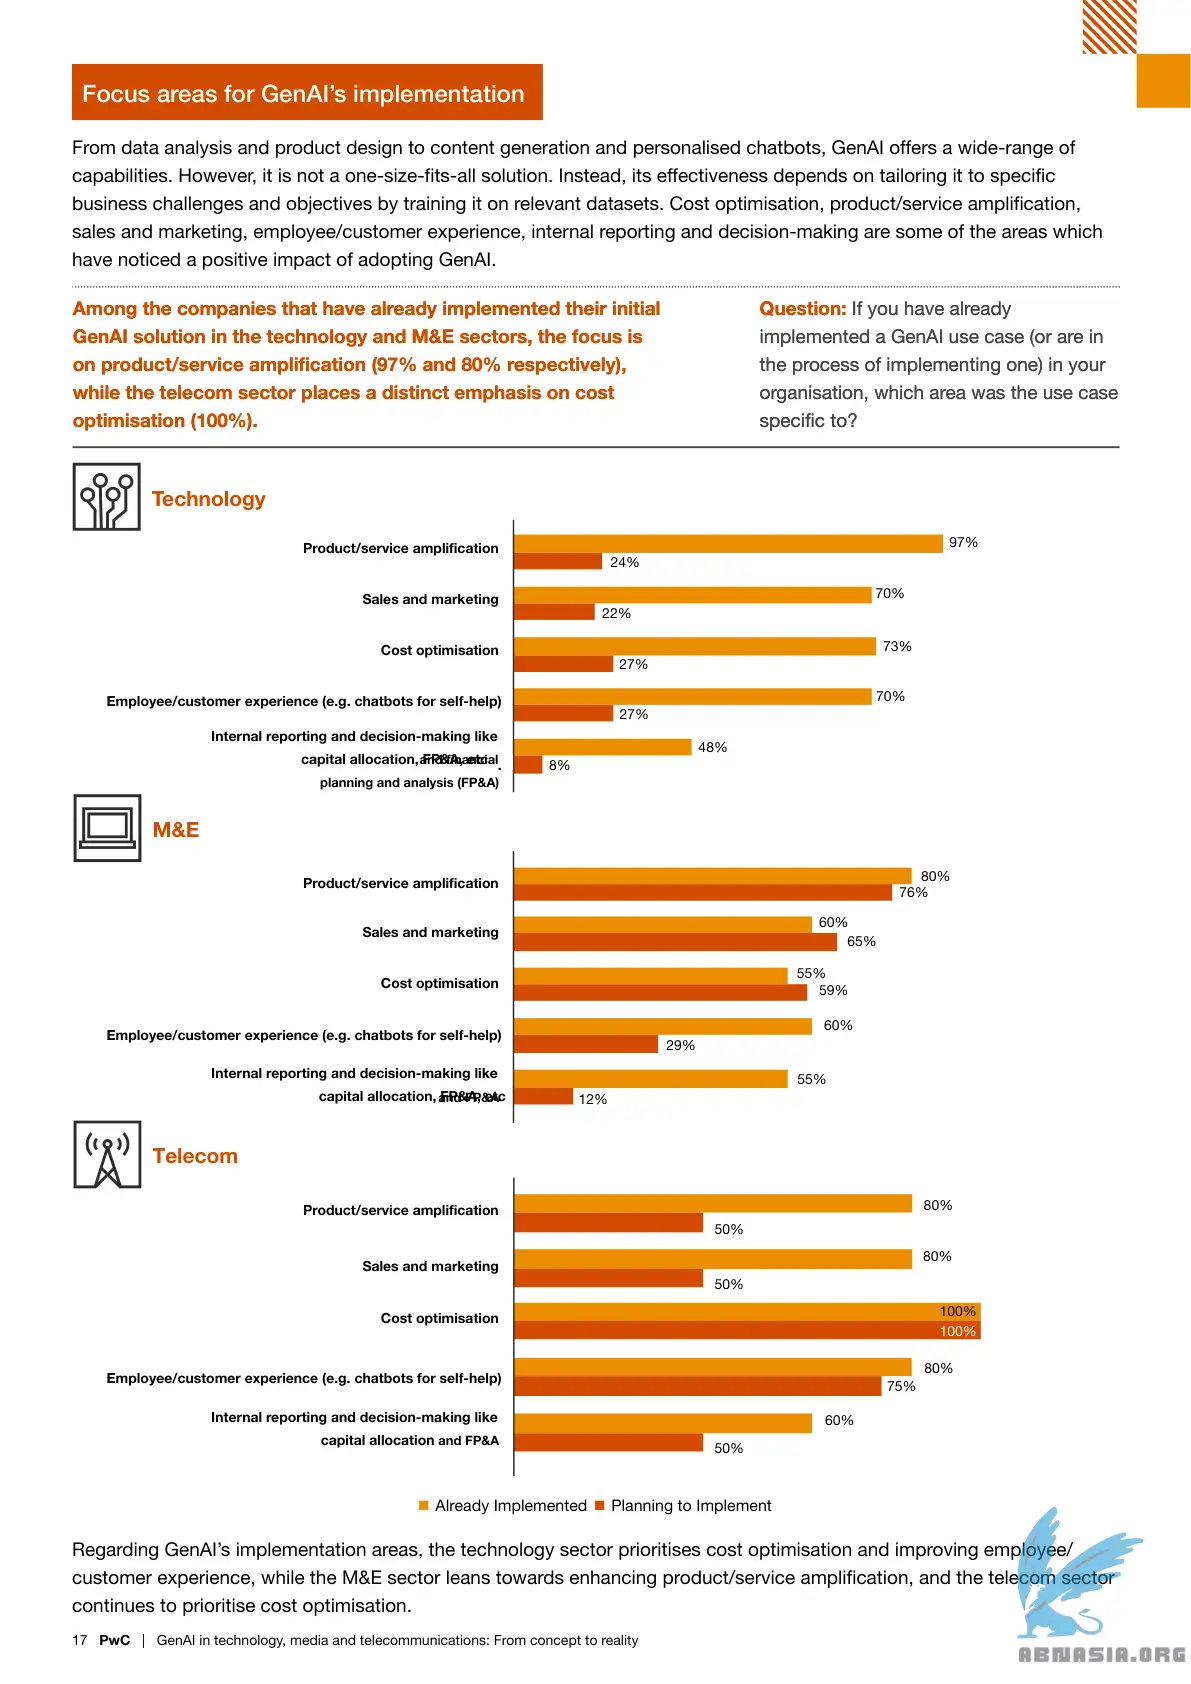 Focus areas for GenAI’s implementation
From data analysis and product design to content generation and personalised chatbots, GenAI offers a wide-range of
capabilities. However, it is not a one-size-fits-all solution. Instead, its effectiveness depends on tailoring it to specific
business challenges and objectives by training it on relevant datasets. Cost optimisation, product/service amplification,
sales and marketing, employee/customer experience, internal reporting and decision-making are some of the areas which
have noticed a positive impact of adopting GenAI.
Among the companies that have already implemented their initial
GenAI solution in the technology and M&E sectors, the focus is
on product/service amplification (97% and 80% respectively),
while the telecom sector places a distinct emphasis on cost
optimisation (100%).
Question: If you have already
implemented a GenAI use case (or are in
the process of implementing one) in your
organisation, which area was the use case
specific to?
Technology
Product/service amplification
97%
24%
Sales and marketing
70%
22%
Cost optimisation
73%
27%
Employee/customer experience (e.g. chatbots for self-help)
70%
27%
Internal reporting and decision-making like
capital allocation,
planning and analysis (FP&A)
48%
8%
M&E
Product/service amplification
80%
76%
Sales and marketing
60%
65%
Cost optimisation
55%
59%
Employee/customer experience (e.g. chatbots for self-help)
60%
29%
Internal reporting and decision-making like
capital allocation,
55%
12%
Telecom
Product/service amplification
80%
50%
Sales and marketing
80%
50%
Cost optimisation
100%
100%
Employee/customer experience (e.g. chatbots for self-help)
80%
75%
Internal reporting and decision-making like
capital allocation and FP&A
60%
50%
Already Implemented Planning to Implement
Regarding GenAI’s implementation areas, the technology sector prioritises cost optimisation and improving employee/
customer experience, while the M&E sector leans towards enhancing product/service amplification, and the telecom sector
continues to prioritise cost optimisation.
17 PwC | GenAI in technology, media and telecommunications: From concept to reality
ABNASIA.ORG